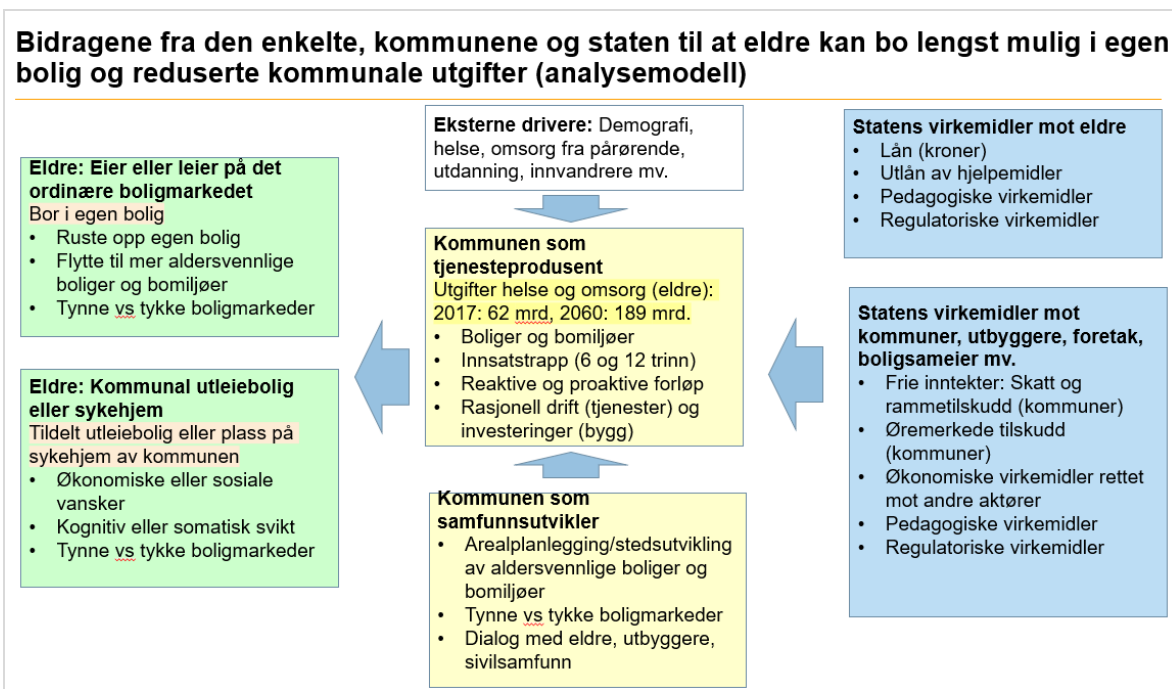 Bidragene fra den enkelte, kommunene og staten til at eldre kan bo lengst mulig i egen
bolig og reduserte kommunale utgifter (analysemodell)
Eldre: Eier eller leier på det
ordinære boligmarkedet
Bor i egen bolig
• Ruste opp egen bolig
• Flytte til mer aldersvennlige
boliger og bomiljøer
• Tynne vs tykke boligmarkeder
Eldre: Kommunal utleiebolig
eller sykehjem
Tildelt utleiebolig eller plass på
sykehjem av kommunen
• Økonomiske eller sosiale
vansker
• Kognitiv eller somatisk svikt
• Tynne vs tykke boligmarkeder
Eksterne drivere: Demografi,
helse, omsorg fra pårørende,
utdanning, innvandrere mv.
Kommunen som
tjenesteprodusent
Utgifter helse og omsorg (eldre):
2017: 62 mrd, 2060: 189 mrd.
• Boliger og bomiljøer
• Innsatstrapp (6 og 12 trinn)
• Reaktive og proaktive forløp
• Rasjonell drift (tjenester) og
investeringer (bygg)
Kommunen som
samfunnsutvikler
• Arealplanlegging/stedsutvikling
av aldersvennlige boliger og
bomiljøer
• Tynne vs tykke boligmarkeder
• Dialog med eldre, utbyggere,
sivilsamfunn
Statens virkemidler mot eldre
• Lån (kroner)
• Utlån av hjelpemidler
• Pedagogiske virkemidler
• Regulatoriske virkemidler
Statens virkemidler mot
kommuner, utbyggere, foretak,
boligsameier mv.
• Frie inntekter: Skatt og
rammetilskudd (kommuner)
• Øremerkede tilskudd
(kommuner)
• Økonomiske virkemidler rettet
mot andre aktører
• Pedagogiske virkemidler
• Regulatoriske virkemidler